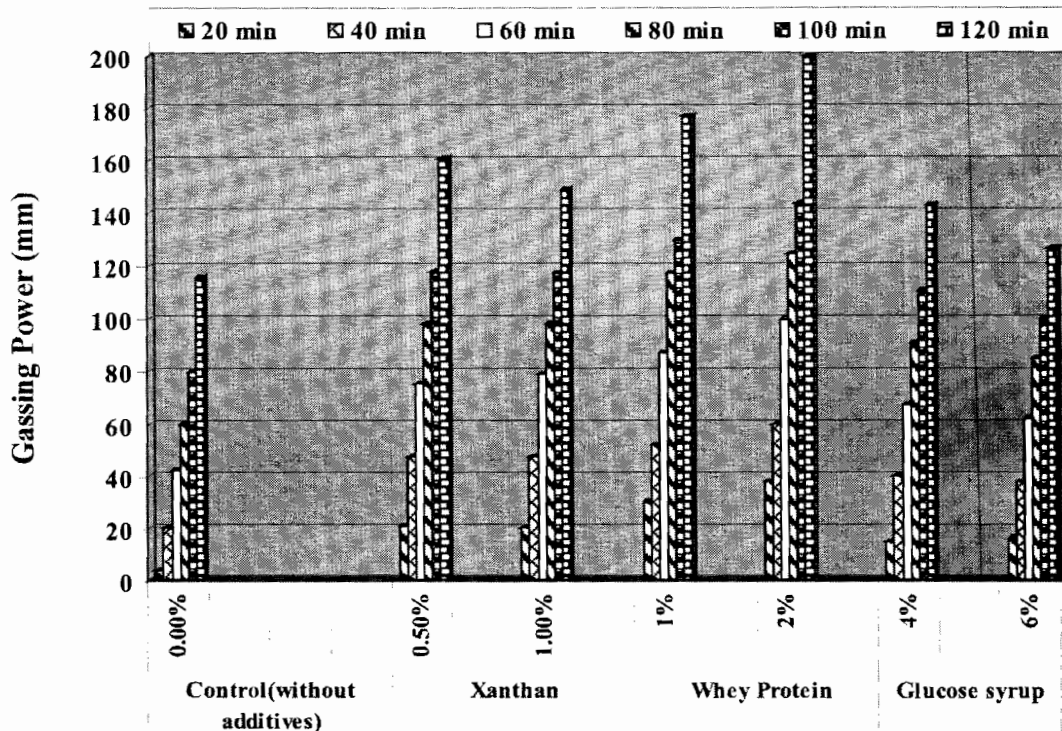 20 min 40 min 60 min 80 min 100 min 120 min
200
180
160
140
120
100
80
60
40
20
0
Gassing Power (mm)
0.00% 0.50% 1.00% 1% 2% 4% 6%
Control(without Xanthan Whey Protein Glucose syrup
additives)